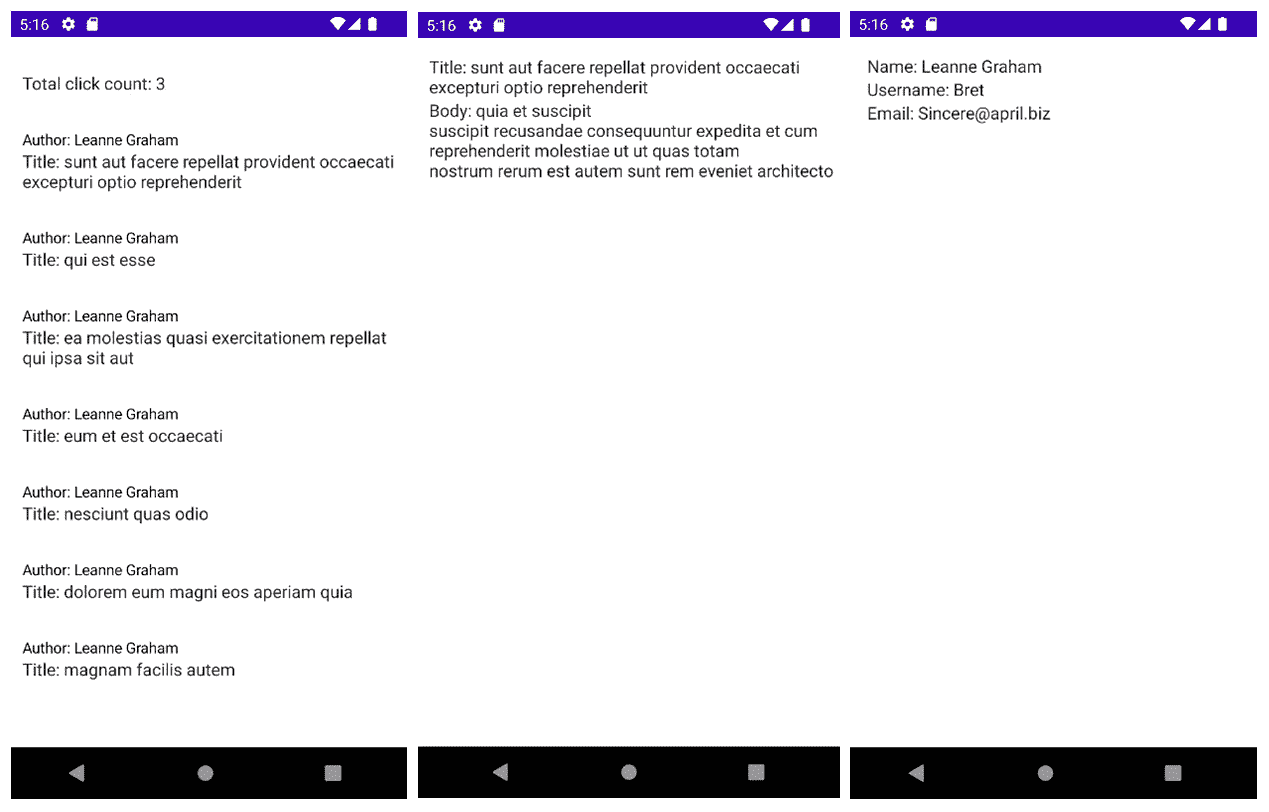 5:16
Total click count: 3
Author: Leanne Graham
Title: sunt aut facere repellat provident occaecati
excepturi optio reprehenderit
Author: Leanne Graham
Title: qui est esse
Author: Leanne Graham
Title: ea molestias quasi exercitationem repellat
qui ipsa sit aut
Author: Leanne Graham
Title: eum et est occaecati
Author: Leanne Graham
Title: nesciunt quas odio
Author: Leanne Graham
Title: dolorem eum magni eos aperiam quia
Author: Leanne Graham
Title: magnam facilis autem
5:16
Title: sunt aut facere repellat provident occaecati
excepturi optio reprehenderit
Body: quia et suscipit
suscipit recusandae consequuntur expedita et cum
reprehenderit molestiae ut ut quas totam
nostrum rerum est autem sunt rem eveniet architecto
5:16
Name: Leanne Graham
Username: Bret
Email: Sincere@april.biz